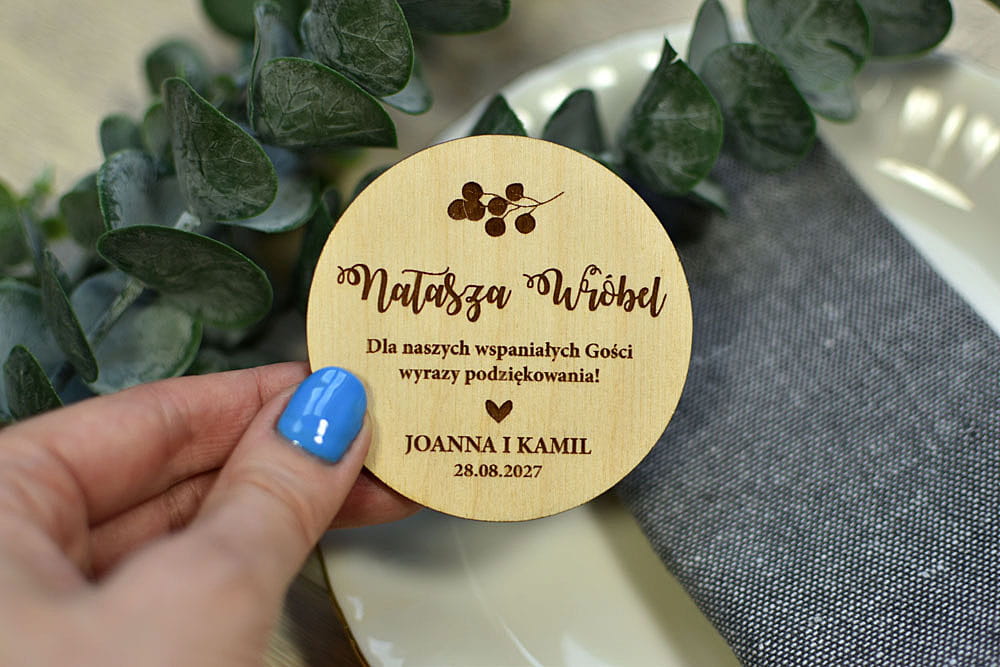 Natasza Wróbel
Dla naszych wspaniałych Gości
wyrazy podziękowania!
JOANNA I KAMIL
28.08.2027